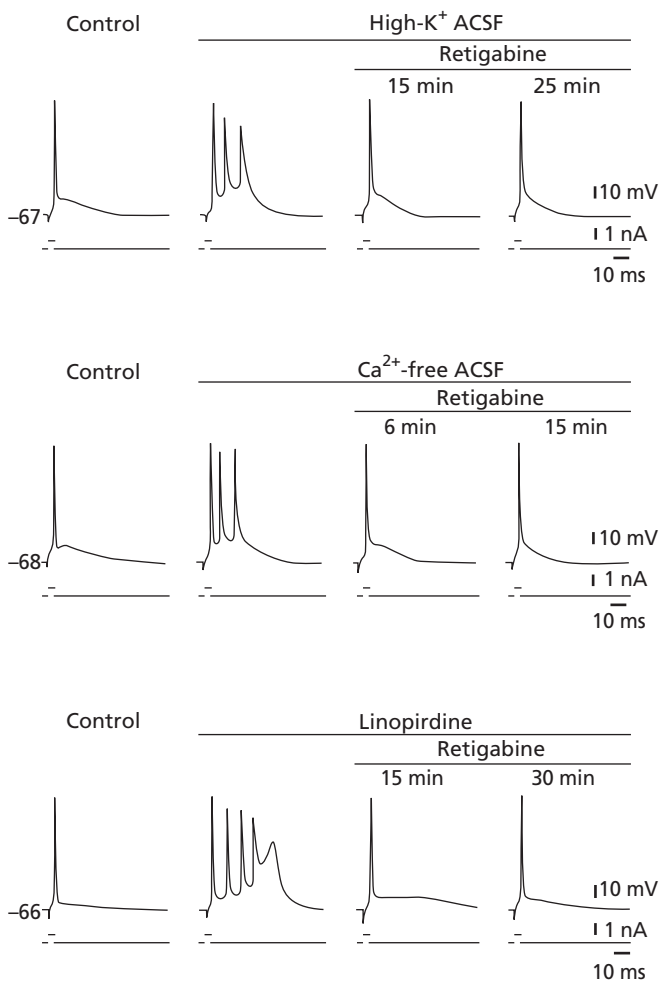 Control High-K⁺ ACSF
Retigabine
15 min 25 min
–67
10 mV
1 nA
10 ms
Control Ca²⁺-free ACSF
Retigabine
6 min 15 min
–68
10 mV
1 nA
10 ms
Control Linopirdine
Retigabine
15 min 30 min
–66
10 mV
1 nA
10 ms